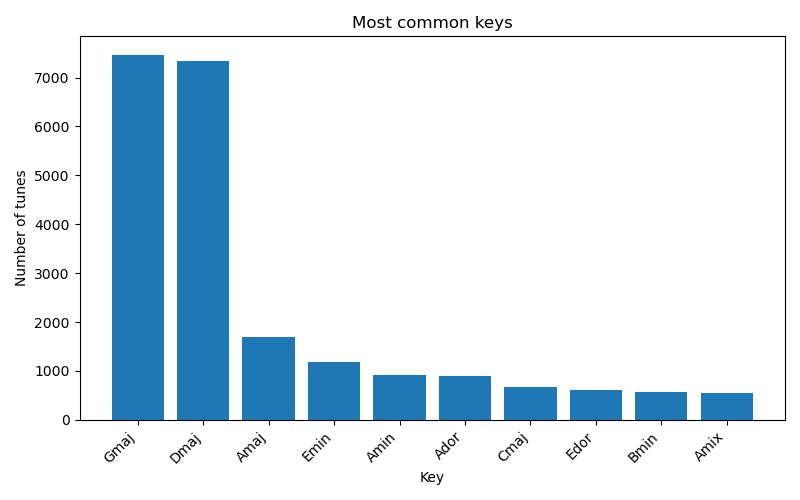 Most common keys
Number of tunes
7000
6000
5000
4000
3000
2000
1000
0
Gmaj Dmaj Amaj Emin Amin Ador Cmaj Edor Bmin Amix
Key